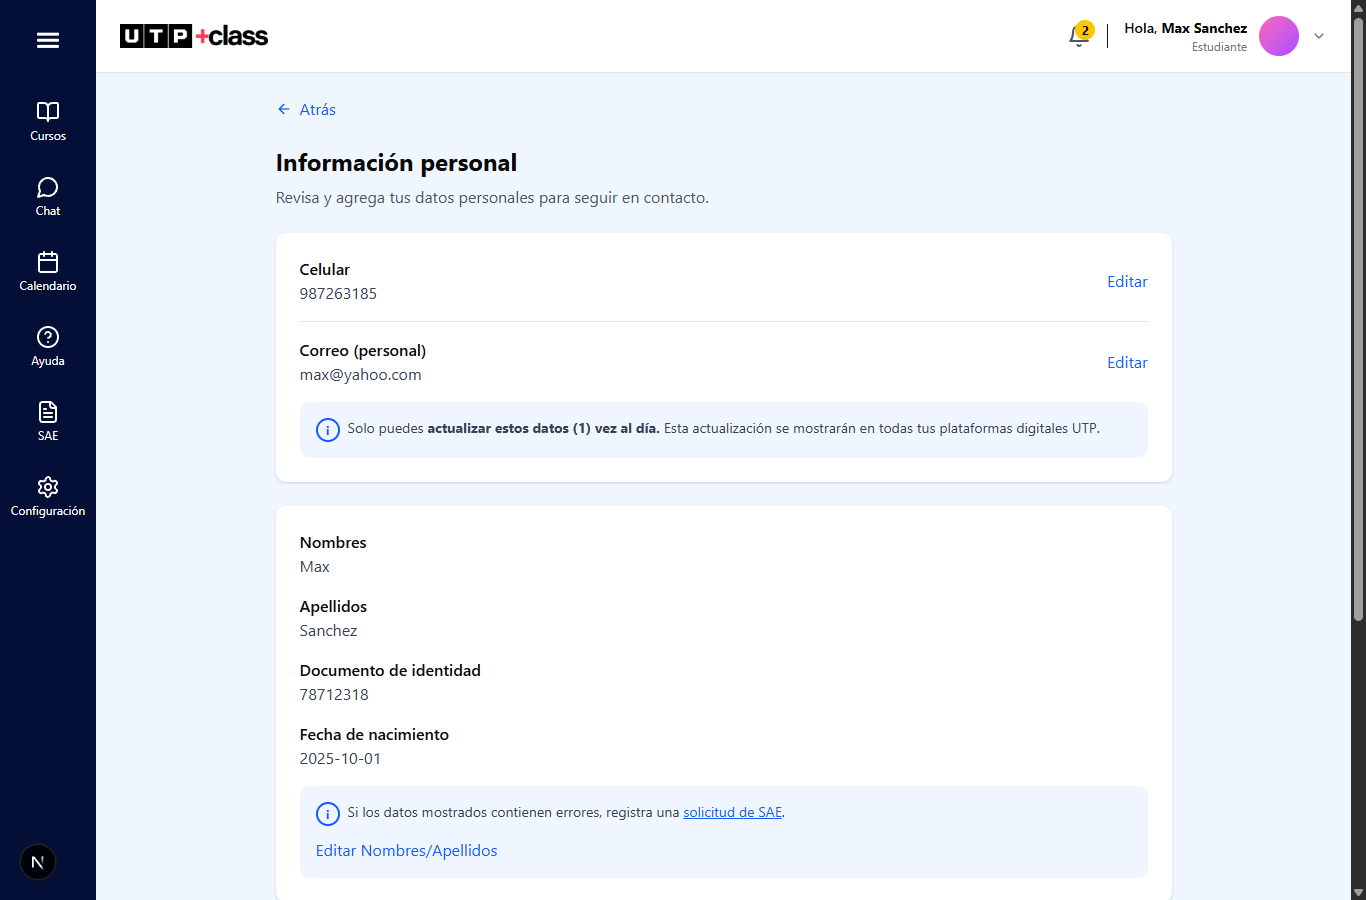 UTP+class
2
Hola, Max Sanchez
Estudiante
Cursos
Chat
Calendario
Ayuda
SAE
Configuración
N
Atrás
Información personal
Revisa y agrega tus datos personales para seguir en contacto.
Celular
987263185
Editar
Correo (personal)
max@yahoo.com
Editar
Solo puedes actualizar estos datos (1) vez al día. Esta actualización se mostrarán en todas tus plataformas digitales UTP.
Nombres
Max
Apellidos
Sanchez
Documento de identidad
78712318
Fecha de nacimiento
2025-10-01
Si los datos mostrados contienen errores, registra una solicitud de SAE.
Editar Nombres/Apellidos